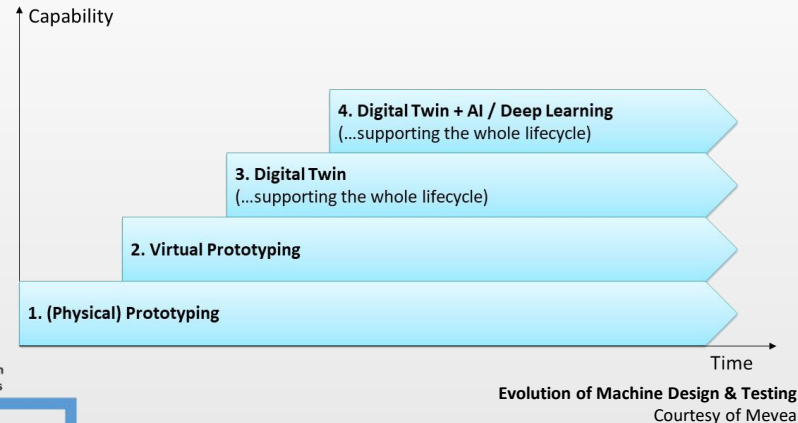 Capability
4. Digital Twin + AI / Deep Learning
(...supporting the whole lifecycle)
3. Digital Twin
(...supporting the whole lifecycle)
2. Virtual Prototyping
1. (Physical) Prototyping
Time
Evolution of Machine Design & Testing
Courtesy of Mevea